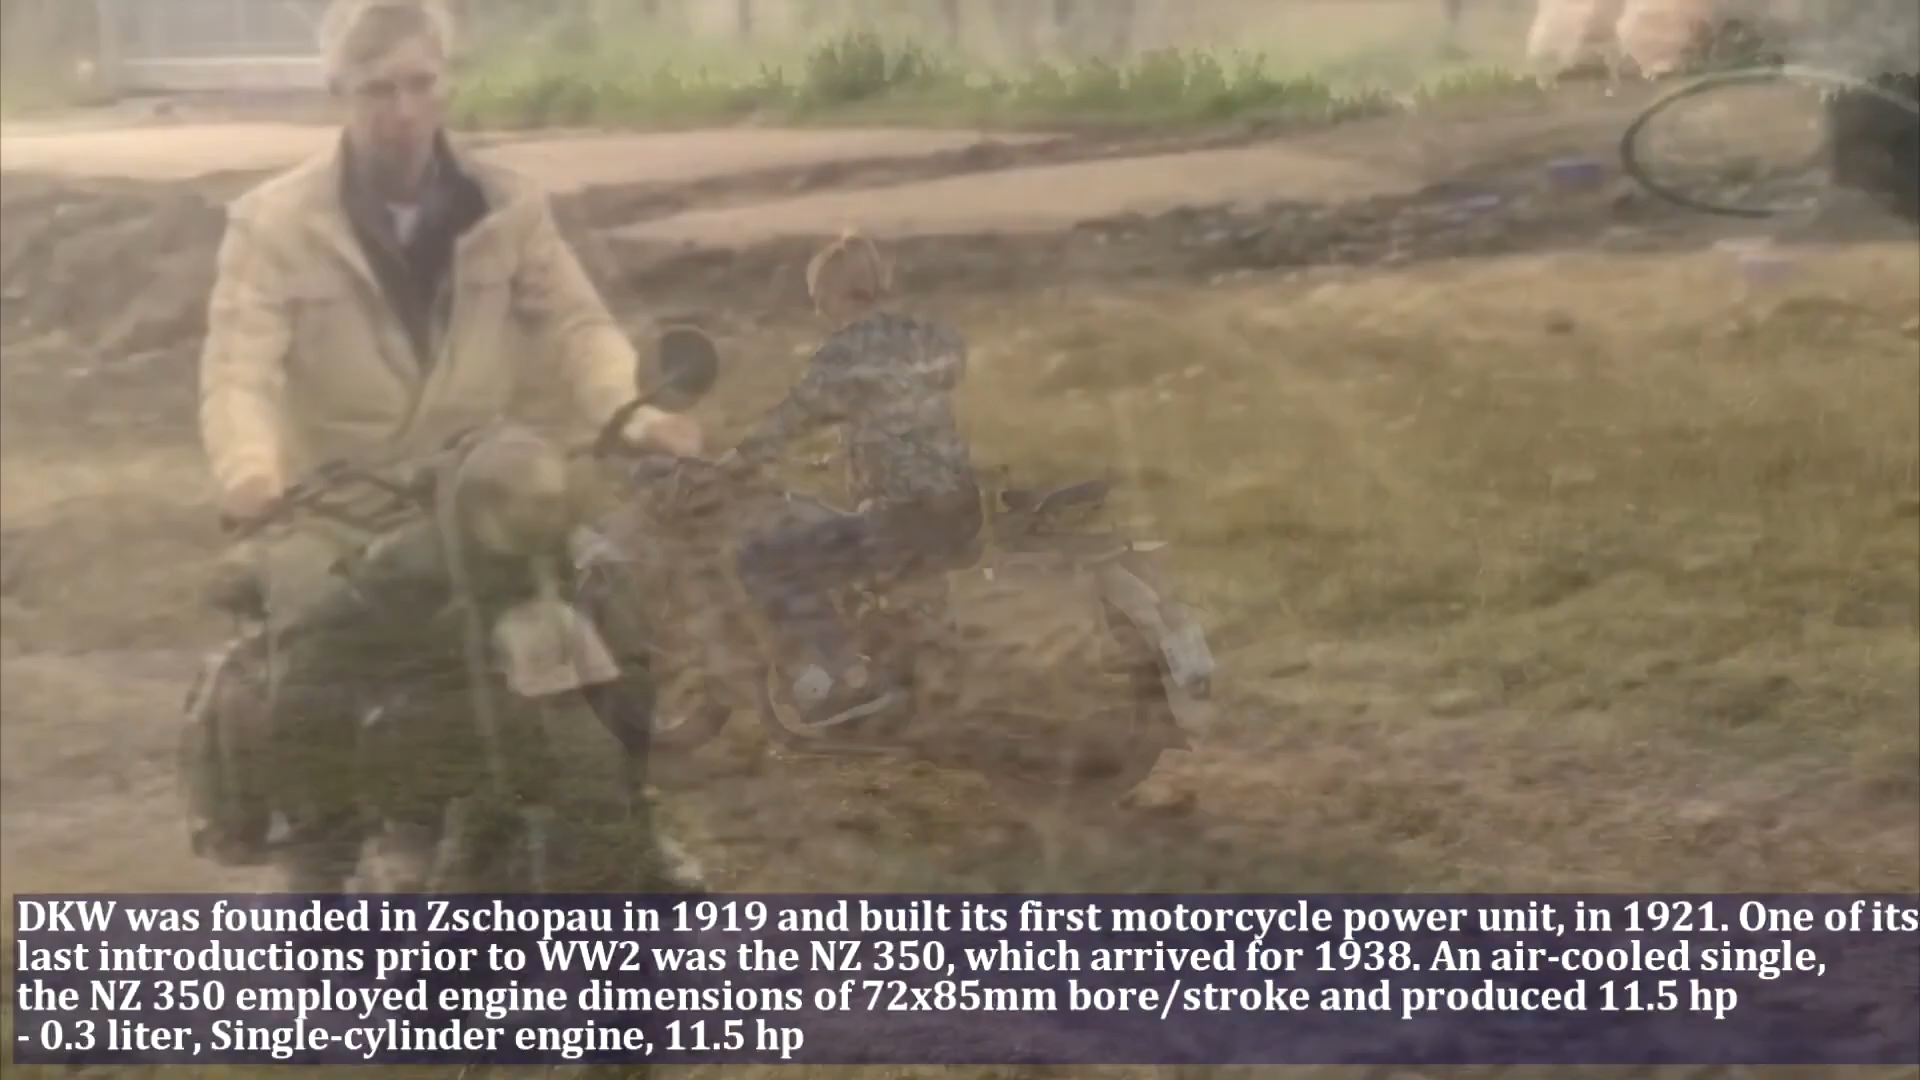 DKW was founded in Zschopau in 1919 and built its first motorcycle power unit, in 1921. One of its
last introductions prior to WW2 was the NZ 350, which arrived for 1938. An air-cooled single,
the NZ 350 employed engine dimensions of 72x85mm bore/stroke and produced 11.5 hp
- 0.3 liter, Single-cylinder engine, 11.5 hp